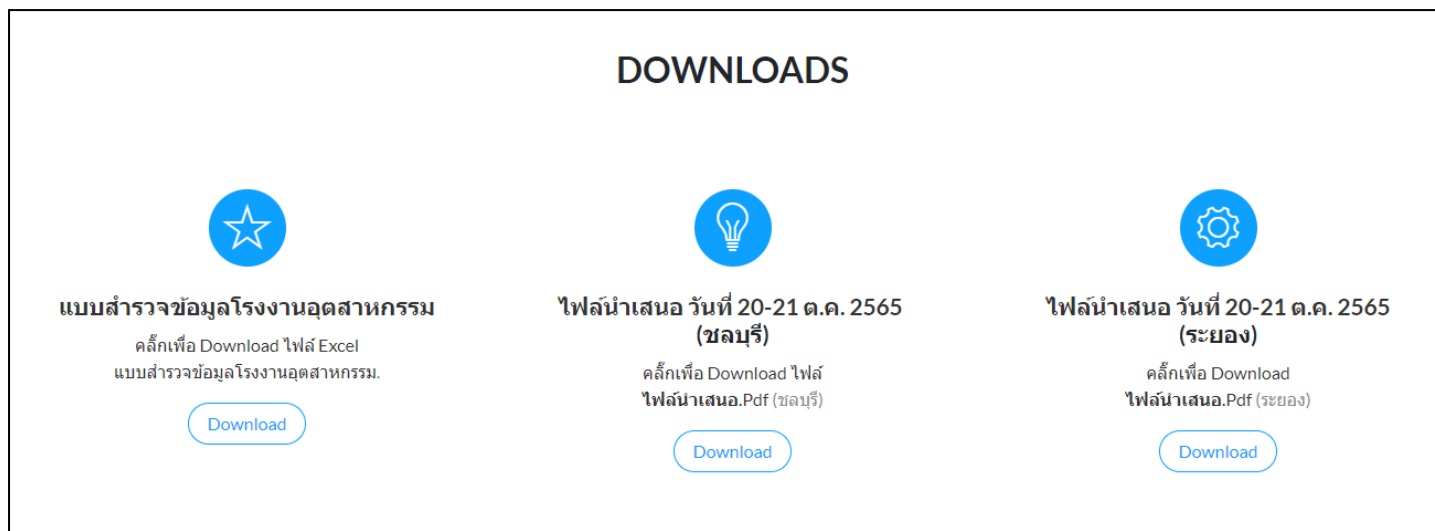 DOWNLOADS
แบบสำรวจข้อมูลโรงงานอุตสาหกรรม
คลิ๊กเพื่อ Download ไฟล์ Excel
แบบสำรวจข้อมูลโรงงานอุตสาหกรรม.
Download
ไฟล์นำเสนอ วันที่ 20-21 ต.ค. 2565
(ชลบุรี)
คลิ๊กเพื่อ Download ไฟล์
ไฟล์นำเสนอ.Pdf (ชลบุรี)
Download
ไฟล์นำเสนอ วันที่ 20-21 ต.ค. 2565
(ระยอง)
คลิ๊กเพื่อ Download
ไฟล์นำเสนอ.Pdf (ระยอง)
Download